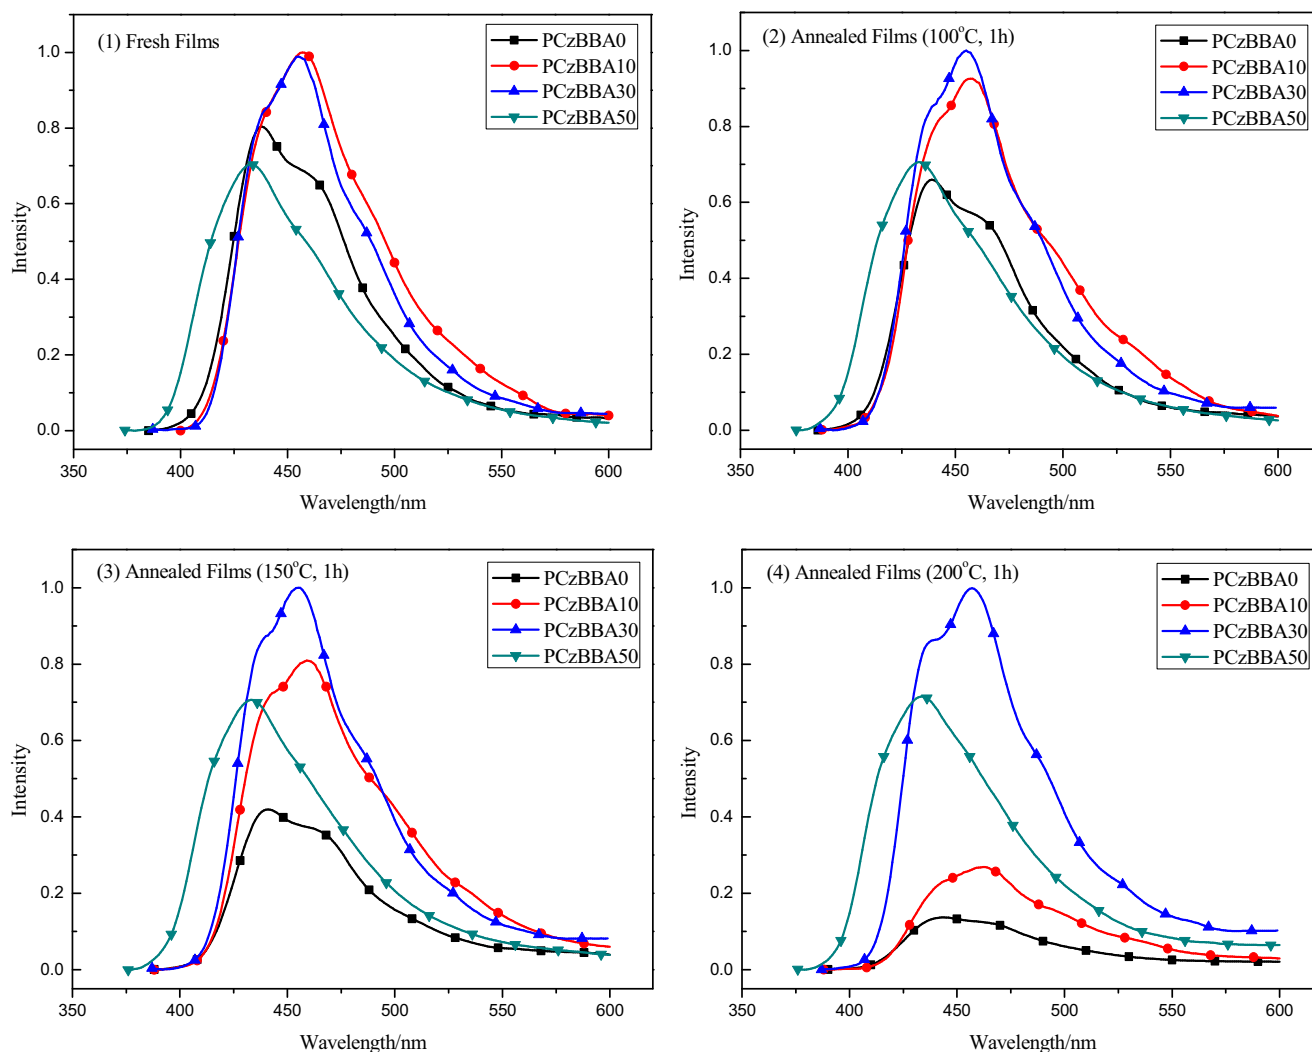 (1) Fresh Films
PCzBBA0
PCzBBA10
PCzBBA30
PCzBBA50
1.0
0.8
0.6
0.4
0.2
0.0
Intensity
350 400 450 500 550 600
Wavelength/nm
(2) Annealed Films (100°C, 1h)
PCzBBA0
PCzBBA10
PCzBBA30
PCzBBA50
1.0
0.8
0.6
0.4
0.2
0.0
Intensity
350 400 450 500 550 600
Wavelength/nm
(3) Annealed Films (150°C, 1h)
PCzBBA0
PCzBBA10
PCzBBA30
PCzBBA50
1.0
0.8
0.6
0.4
0.2
0.0
Intensity
350 400 450 500 550 600
Wavelength/nm
(4) Annealed Films (200°C, 1h)
PCzBBA0
PCzBBA10
PCzBBA30
PCzBBA50
1.0
0.8
0.6
0.4
0.2
0.0
Intensity
350 400 450 500 550 600
Wavelength/nm